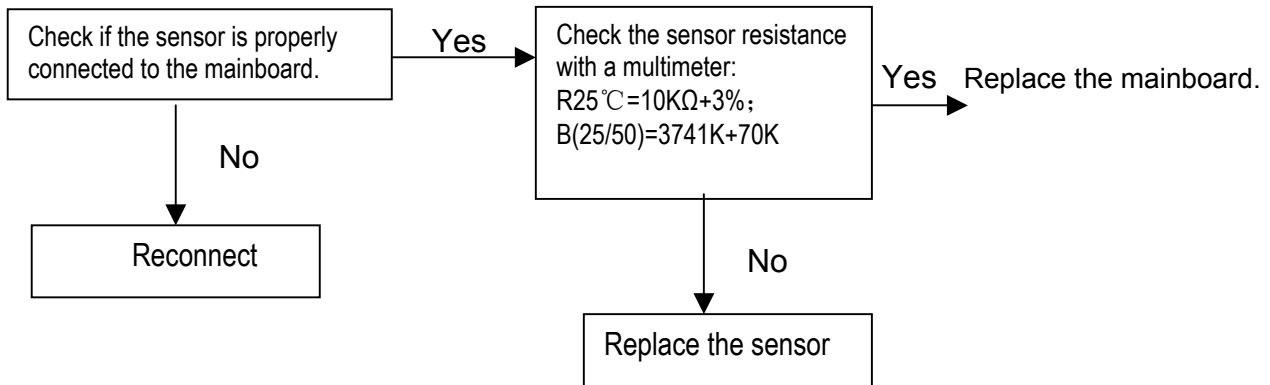 Check if the sensor is properly
connected to the mainboard.
Yes
Check the sensor resistance
with a multimeter:
R25℃=10KΩ+3%；
B(25/50)=3741K+70K
Yes
Replace the mainboard.
No
Reconnect
No
Replace the sensor